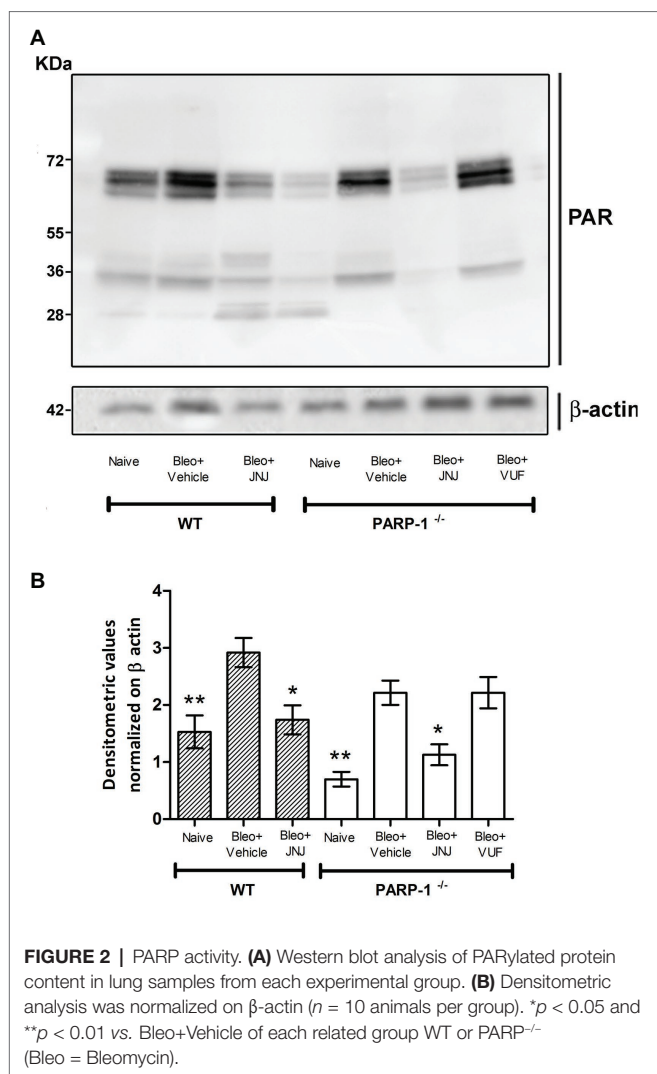 A
KDa
72
55
36
28
PAR
42
β-actin
Naive Bleo+ Vehicle Bleo+ JNJ Naive Bleo+ Vehicle Bleo+ JNJ Bleo+ VUF
WT PARP-1 -/-
B
Densitometric values normalized on β actin
4
3
2
1
0
** * ** *
Naive Bleo+ Vehicle Bleo+ JNJ Naive Bleo+ Vehicle Bleo+ JNJ Bleo+ VUF
WT PARP-1 -/-
FIGURE 2 | PARP activity. (A) Western blot analysis of PARylated protein
content in lung samples from each experimental group. (B) Densitometric
analysis was normalized on β-actin (n = 10 animals per group). *p < 0.05 and
**p < 0.01 vs. Bleo+Vehicle of each related group WT or PARP−/−
(Bleo = Bleomycin).